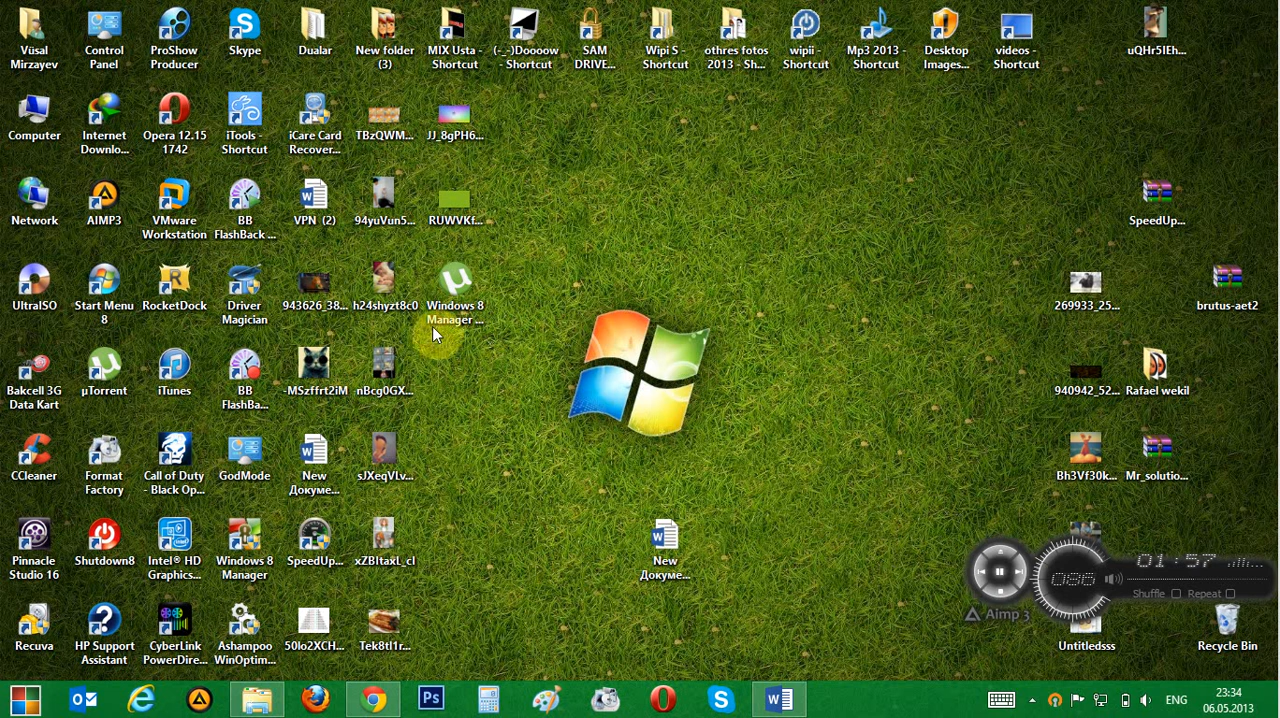 Vüsal
Mirzayev
Control
Panel
ProShow
Producer
Skype
Dualar
New folder
(3)
MIX Usta -
Shortcut
(-_-)Doooow
- Shortcut
SAM
DRIVE...
Wipi S -
Shortcut
othres fotos
2013 - Sh...
wipii -
Shortcut
Mp3 2013 -
Shortcut
Desktop
Images...
videos -
Shortcut
uQHr5IEh...
Computer
Internet
Downlo...
Opera 12.15
1742
iTools -
Shortcut
iCare Card
Recover...
TBzQWM...
JJ_8gPH6...
Network
AIMP3
VMware
Workstation
BB
FlashBack ...
VPN (2)
94yuVun5...
RUWVKf...
SpeedUp...
UltraISO
Start Menu
8
RocketDock
Driver
Magician
943626_38...
h24shyzt8c0
Windows 8
Manager ...
269933_25...
brutus-aet2
Bakcell 3G
Data Kart
µTorrent
iTunes
BB
FlashBa...
-MSzffrt2iM
nBcg0GX...
940942_52...
Rafael wekil
CCleaner
Format
Factory
Call of Duty
- Black Op...
GodMode
New
Докуме...
sJXeqVLv...
Bh3Vf30k...
Mr_solutio...
Pinnacle
Studio 16
Shutdown8
Intel® HD
Graphics...
Windows 8
Manager
SpeedUp...
xZBItaxl_cI
New
Докуме...
01:57
086
Shuffle
Repeat
Aimp 3
Recuva
HP Support
Assistant
CyberLink
PowerDire...
Ashampoo
WinOptim...
50lo2XCH...
Tek8tl1r...
Untitledsss
Recycle Bin
Ps
ENG
23:34
06.05.2013